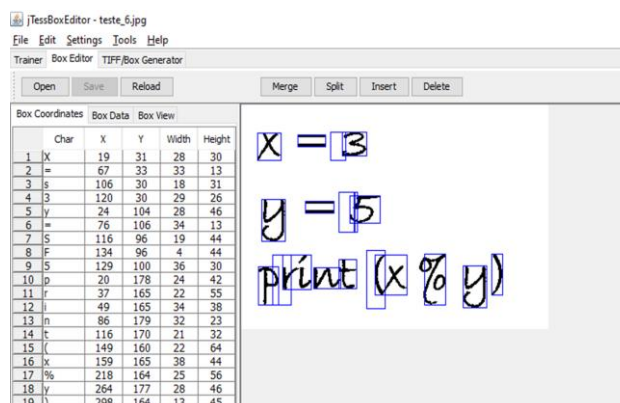 jTessBoxEditor - teste_6.jpg
File Edit Settings Tools Help
Trainer Box Editor TIFF/Box Generator
Open Save Reload Merge Split Insert Delete
Box Coordinates Box Data Box View
Char X Y Width Height
1 X 19 31 28 30
2 = 67 33 33 13
3 s 106 30 18 31
4 3 120 30 29 26
5 y 24 104 28 46
6 = 76 106 34 13
7 S 116 96 19 44
8 F 134 96 4 44
9 5 129 100 36 30
10 p 20 178 24 42
11 r 37 165 22 55
12 i 49 165 34 38
13 n 86 179 32 23
14 t 116 170 21 32
15 ( 149 160 22 64
16 x 159 165 38 44
17 % 218 164 25 56
18 y 264 177 28 46
19 ) 298 164 13 45
x = 3
y = 5
print (x % y)